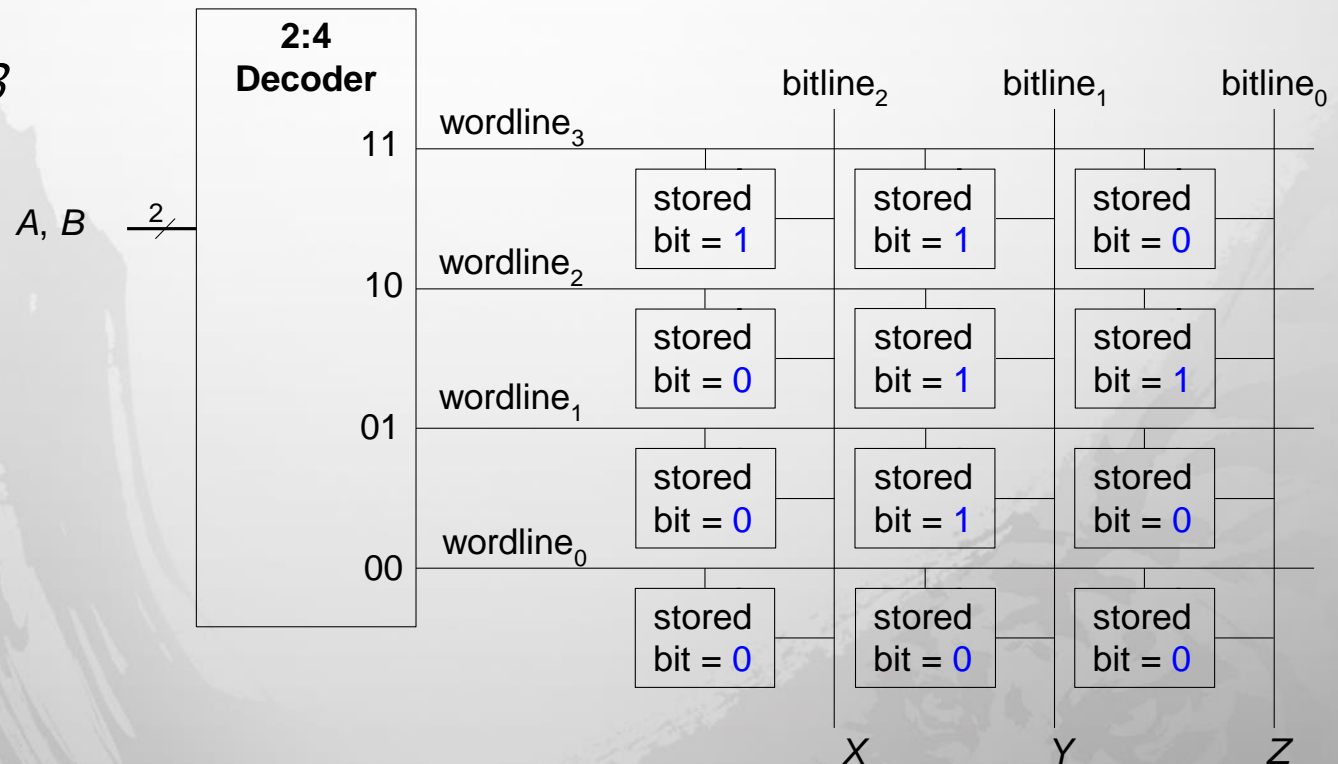 2:4
Decoder
bitline₂ bitline₁ bitline₀
wordline₃
11
stored stored stored
bit = 1 bit = 1 bit = 0
A, B 2
wordline₂
10
stored stored stored
bit = 0 bit = 1 bit = 1
wordline₁
01
stored stored stored
bit = 0 bit = 1 bit = 0
wordline₀
00
stored stored stored
bit = 0 bit = 0 bit = 0
X Y Z